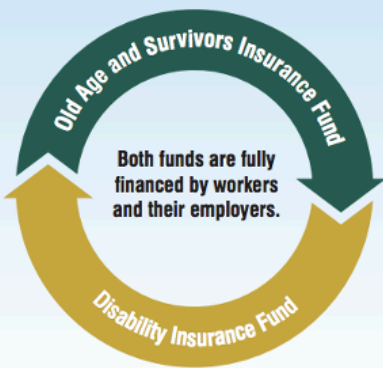 Old Age and Survivors Insurance Fund
Both funds are fully
financed by workers
and their employers.
Disability Insurance Fund